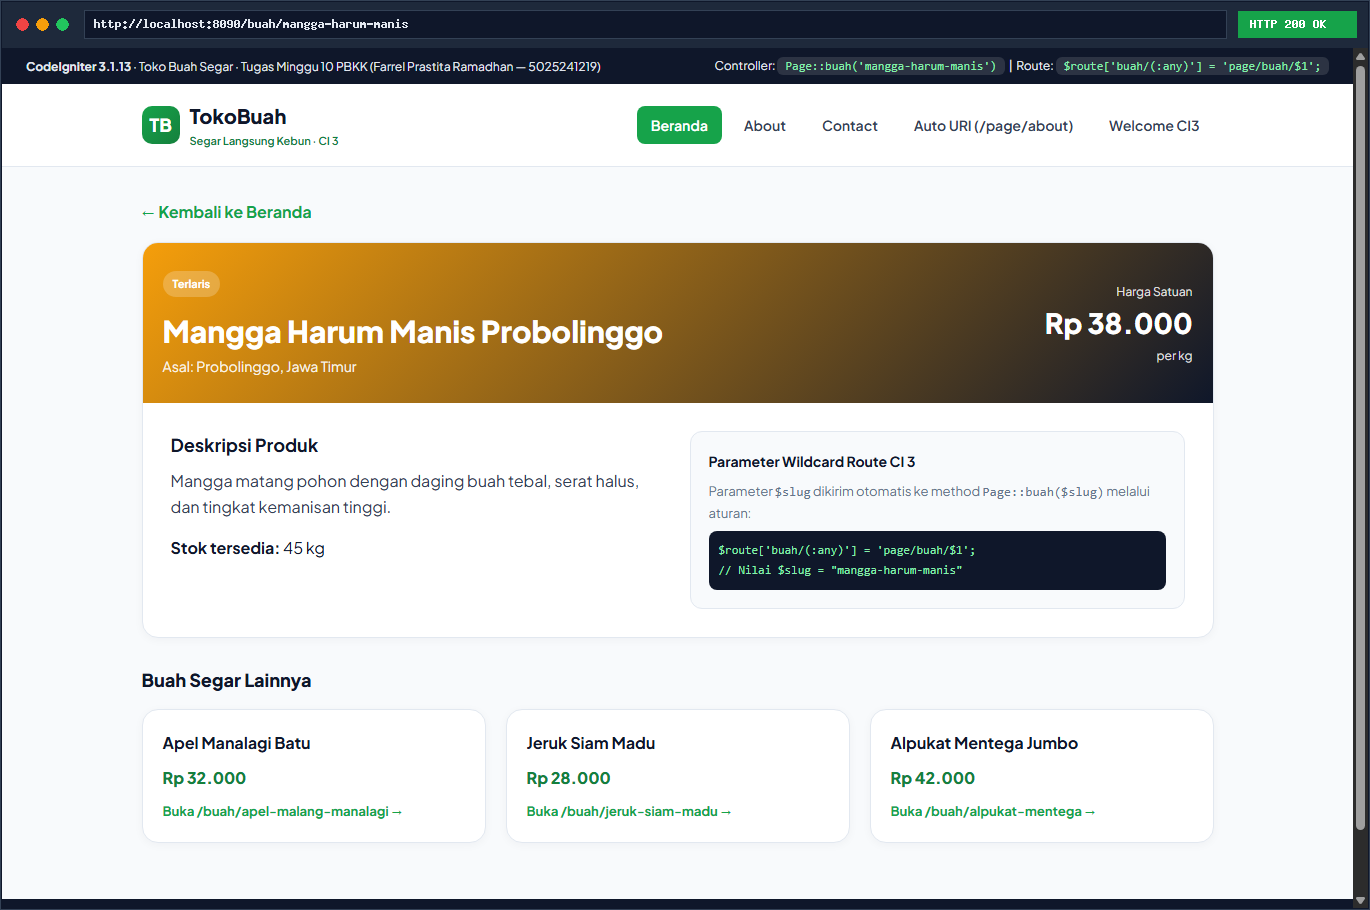 http://localhost:8090/buah/mangga-harum-manis
HTTP 200 OK
CodeIgniter 3.1.13 · Toko Buah Segar · Tugas Minggu 10 PBKK (Farrel Prastita Ramadhan — 5025241219)
Controller: Page::buah('mangga-harum-manis') | Route: $route['buah/(:any)'] = 'page/buah/$1';
TB
TokoBuah
Segar Langsung Kebun · CI 3
Beranda
About
Contact
Auto URI (/page/about)
Welcome CI3
← Kembali ke Beranda
Terlaris
Mangga Harum Manis Probolinggo
Asal: Probolinggo, Jawa Timur
Harga Satuan
Rp 38.000
per kg
Deskripsi Produk
Mangga matang pohon dengan daging buah tebal, serat halus,
dan tingkat kemanisan tinggi.
Stok tersedia: 45 kg
Parameter Wildcard Route CI 3
Parameter $slug dikirim otomatis ke method Page::buah($slug) melalui
aturan:
$route['buah/(:any)'] = 'page/buah/$1';
// Nilai $slug = "mangga-harum-manis"
Buah Segar Lainnya
Apel Manalagi Batu
Rp 32.000
Buka /buah/apel-malang-manalagi →
Jeruk Siam Madu
Rp 28.000
Buka /buah/jeruk-siam-madu →
Alpukat Mentega Jumbo
Rp 42.000
Buka /buah/alpukat-mentega →